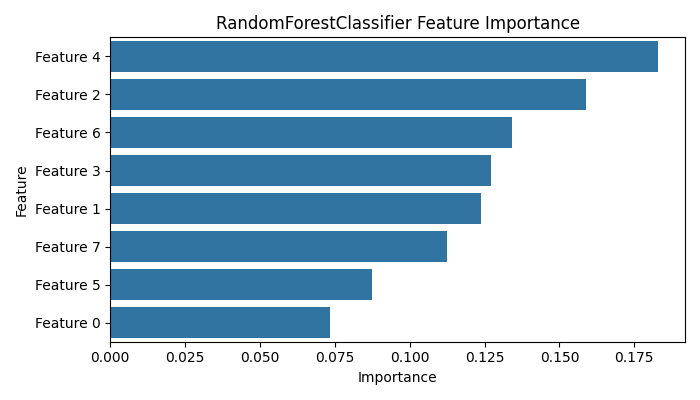 RandomForestClassifier Feature Importance
Feature 4
Feature 2
Feature 6
Feature 3
Feature 1
Feature 7
Feature 5
Feature 0
Feature
0.000 0.025 0.050 0.075 0.100 0.125 0.150 0.175
Importance